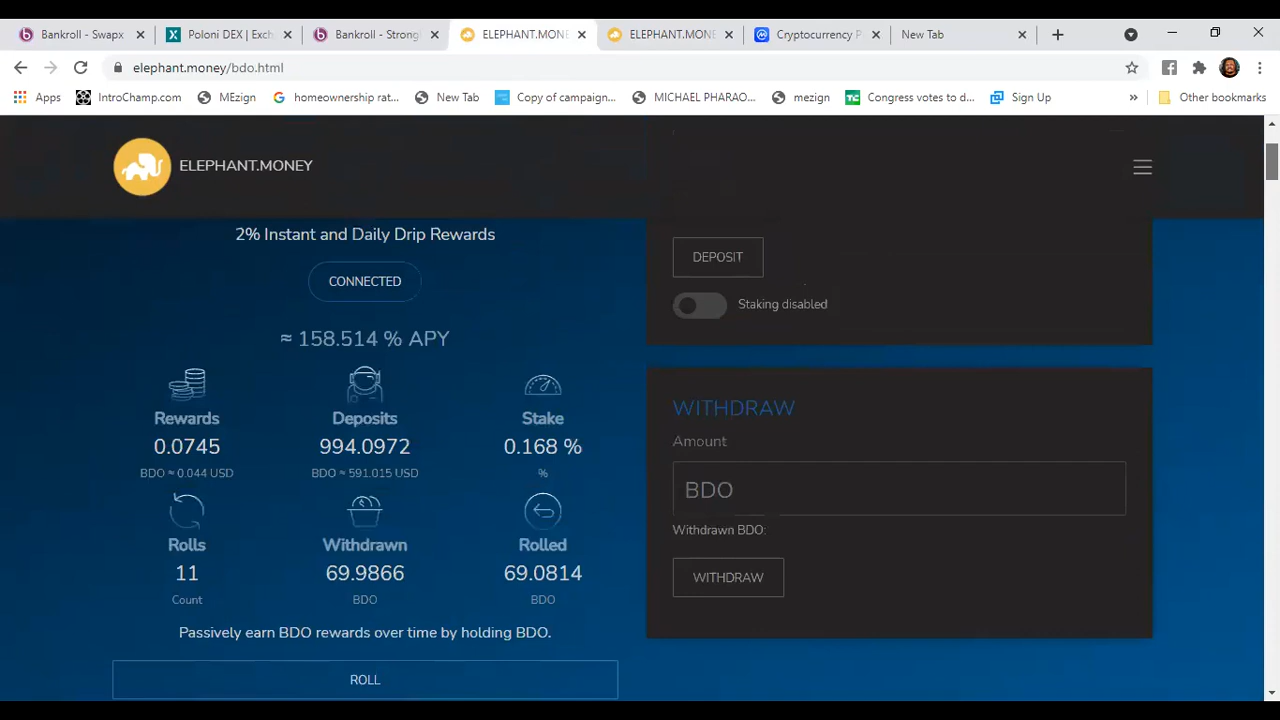 Bankroll - Swapx
Poloni DEX | Exch
Bankroll - Strongh
ELEPHANT.MONE
ELEPHANT.MONE
Cryptocurrency P
New Tab
elephant.money/bdo.html
Apps
IntroChamp.com
MEzign
homeownership rat...
New Tab
Copy of campaign...
MICHAEL PHARAO...
mezign
Congress votes to d...
Sign Up
Other bookmarks
ELEPHANT.MONEY
2% Instant and Daily Drip Rewards
CONNECTED
≈ 158.514 % APY
Rewards
0.0745
BDO ≈ 0.044 USD
Deposits
994.0972
BDO ≈ 591.015 USD
Stake
0.168 %
%
Rolls
11
Count
Withdrawn
69.9866
BDO
Rolled
69.0814
BDO
Passively earn BDO rewards over time by holding BDO.
ROLL
DEPOSIT
Staking disabled
WITHDRAW
Amount
BDO
Withdrawn BDO:
WITHDRAW